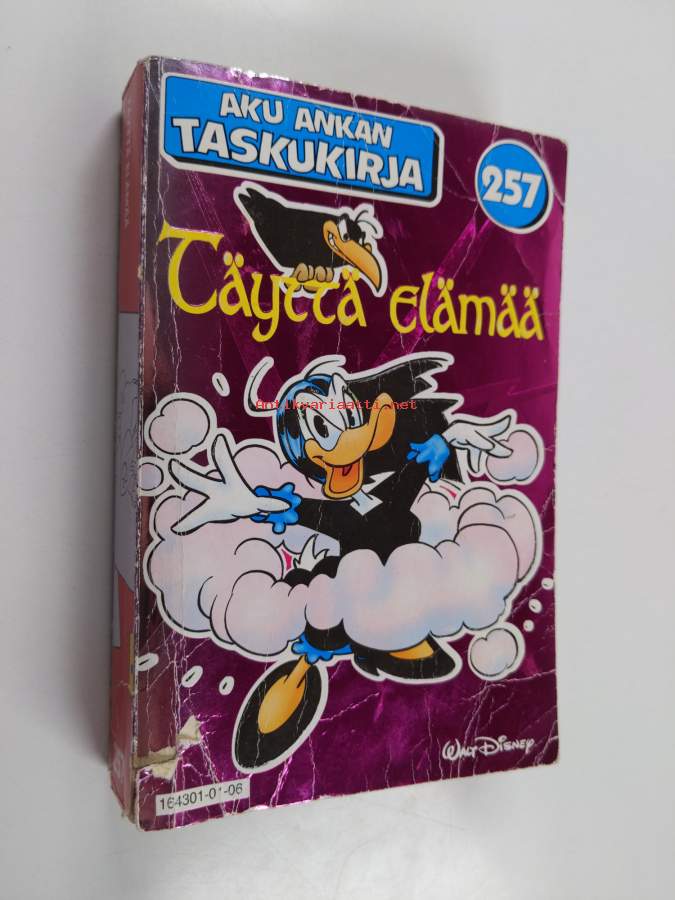 AKU ANKAN
TASKUKIRJA
257
Täyttä elämää
Antikvariaatti.net
Walt Disney
164301-01-06